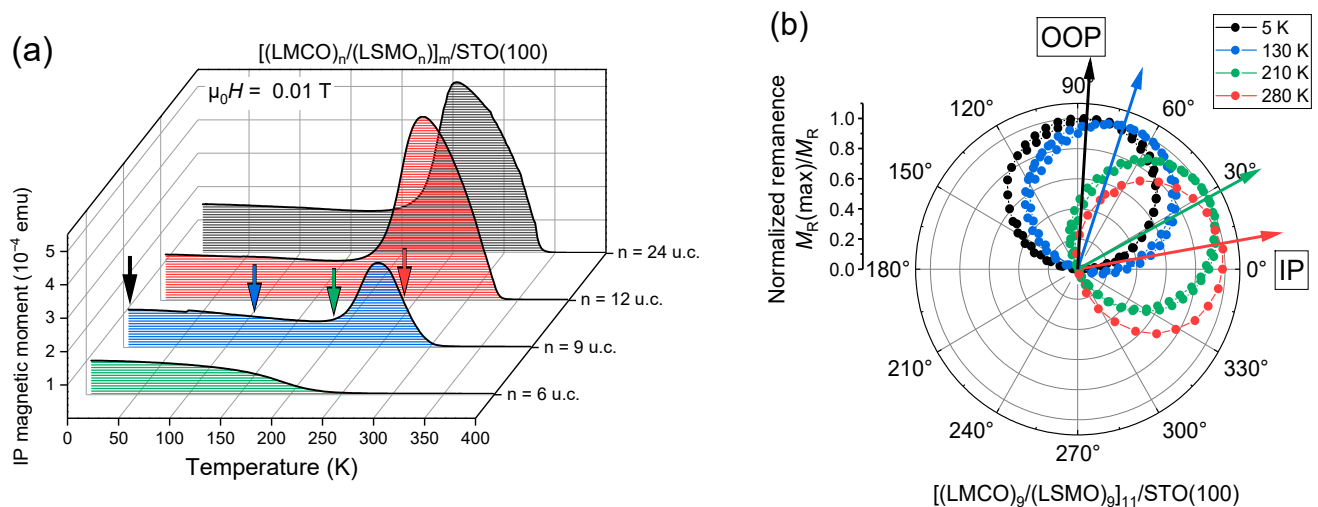 (a)
[(LMCO)n/(LSMOn)]m/STO(100)
μ0H = 0.01 T
IP magnetic moment (10⁻⁴ emu)
5
4
3
2
1
n = 24 u.c.
n = 12 u.c.
n = 9 u.c.
n = 6 u.c.
0 50 100 150 200 250 300 350 400
Temperature (K)
(b)
OOP
5 K
130 K
210 K
280 K
Normalized remanence
MR(max)/MR
1.0
0.8
0.6
0.4
0.2
0.0
90°
120° 60°
150° 30°
180° 0°
IP
210° 330°
240° 300°
270°
[(LMCO)9/(LSMO)9]11/STO(100)